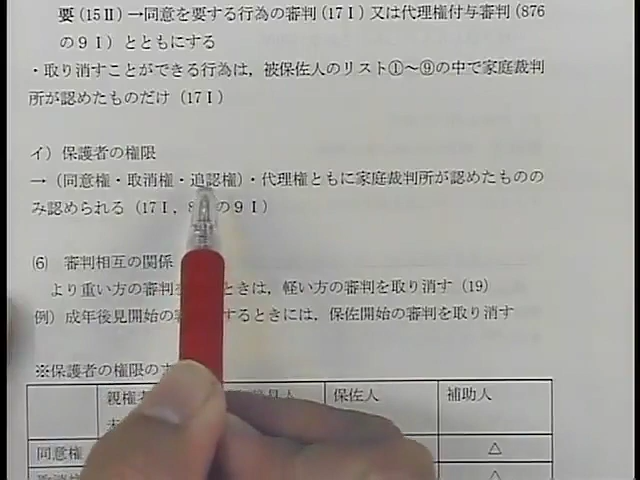 要（15Ⅱ）→同意を要する行為の審判（17Ⅰ）又は代理権付与審判（876
の９Ⅰ）とともにする
・取り消すことができる行為は，被保佐人のリスト①～⑨の中で家庭裁判
所が認めたものだけ（17Ⅰ）
イ）保護者の権限
→（同意権・取消権・追認権）・代理権ともに家庭裁判所が認めたものの
み認められる（17Ⅰ，8 の９Ⅰ）
⑹ 審判相互の関係
より重い方の審判 ときは，軽い方の審判を取り消す（19）
例）成年後見開始の するときには，保佐開始の審判を取り消す
※保護者の権限の
親権者 保佐人 補助人
同意権 △
△